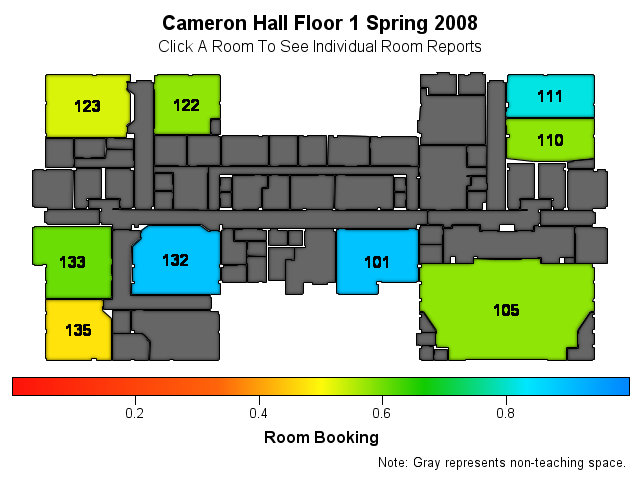 Cameron Hall Floor 1 Spring 2008
Click A Room To See Individual Room Reports
123
122
111
110
133
132
101
105
135
0.2 0.4 0.6 0.8
Room Booking
Note: Gray represents non-teaching space.